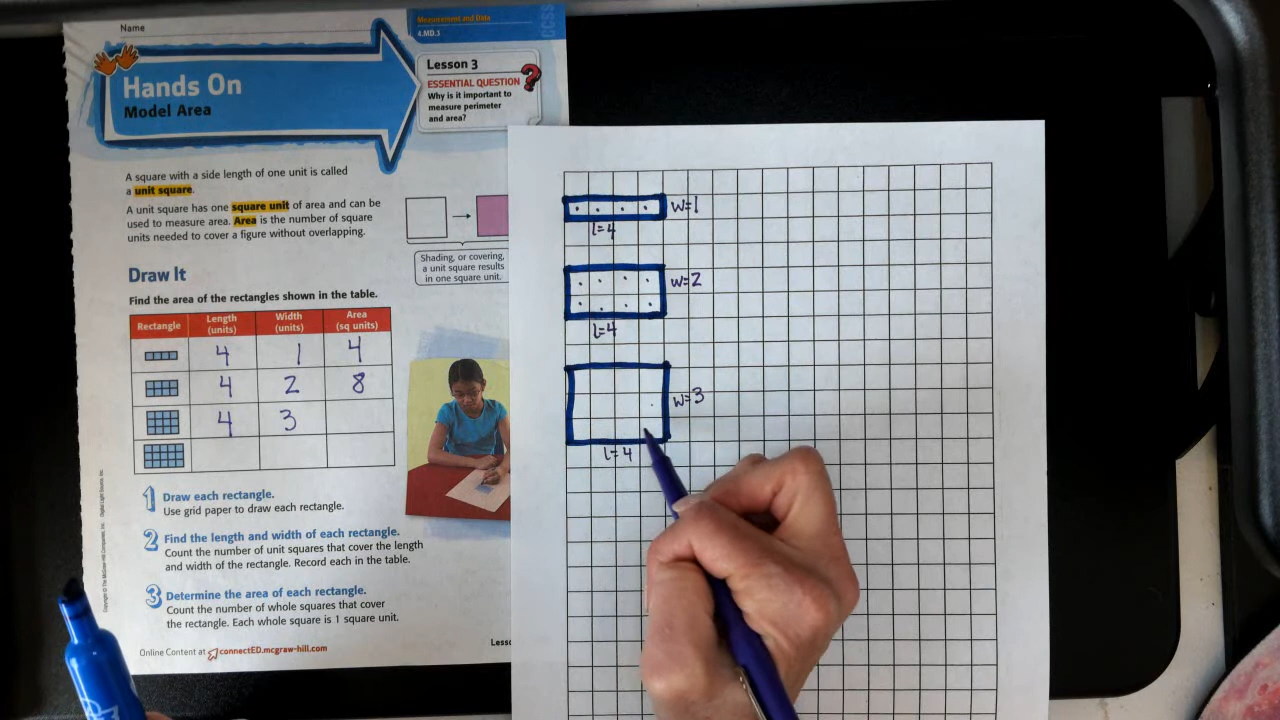 Name
Measurement and Data
4.MD.3
CCSS
Hands On
Model Area
Lesson 3
ESSENTIAL QUESTION
Why is it important to
measure perimeter
and area?
?
A square with a side length of one unit is called
a unit square.
A unit square has one square unit of area and can be
used to measure area. Area is the number of square
units needed to cover a figure without overlapping.
Shading, or covering,
a unit square results
in one square unit.
Draw It
Find the area of the rectangles shown in the table.
Rectangle Length (units) Width (units) Area (sq units)
4 1 4
4 2 8
4 3
1 Draw each rectangle.
Use grid paper to draw each rectangle.
2 Find the length and width of each rectangle.
Count the number of unit squares that cover the length
and width of the rectangle. Record each in the table.
3 Determine the area of each rectangle.
Count the number of whole squares that cover
the rectangle. Each whole square is 1 square unit.
Online Content at connectED.mcgraw-hill.com
w=1
l=4
w=2
l=4
w=3
l=4